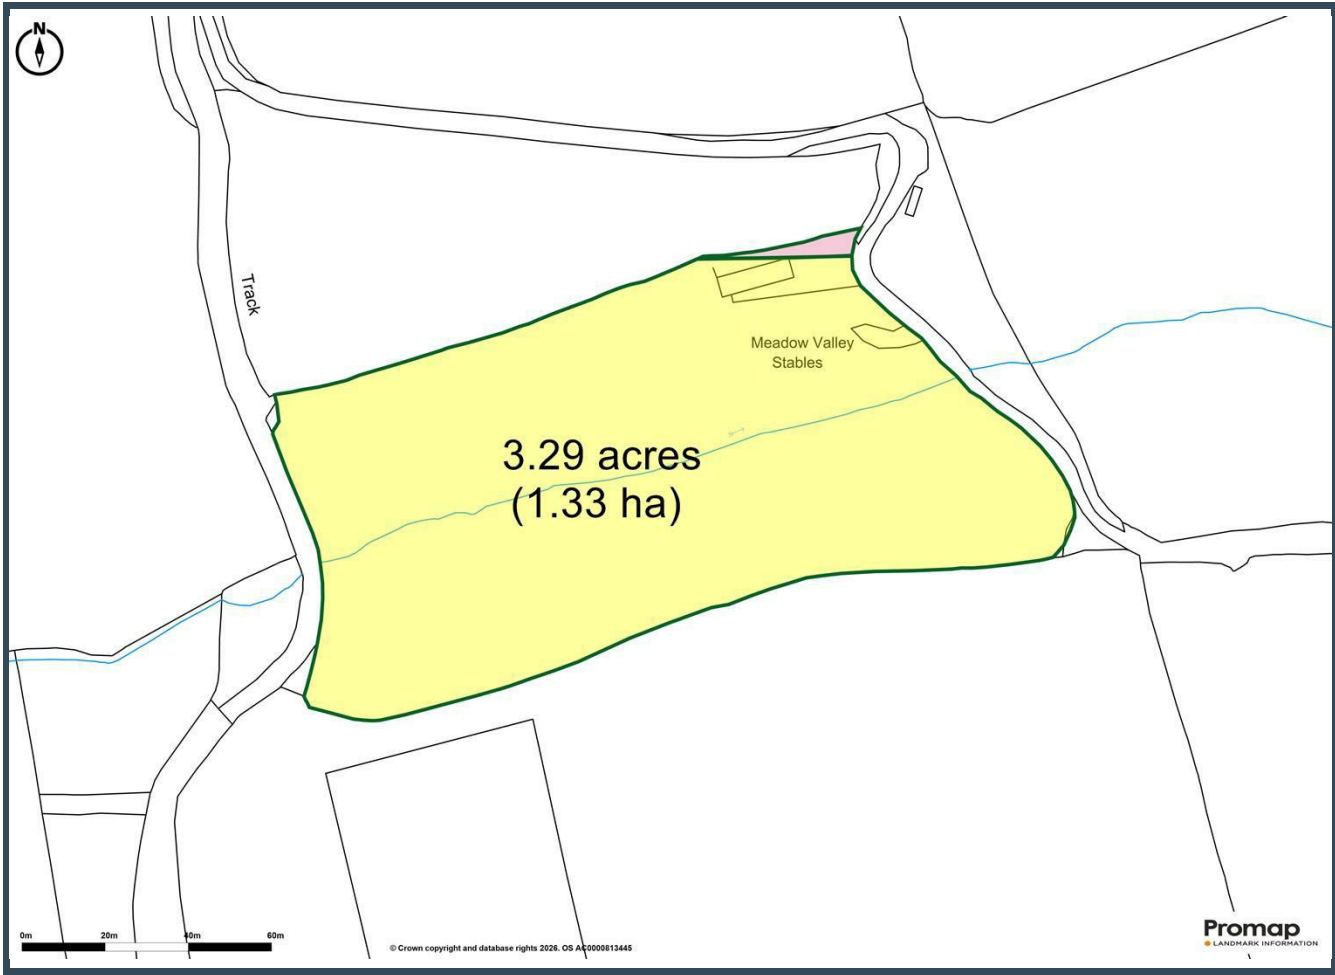 N
Track
Meadow Valley
Stables
3.29 acres
(1.33 ha)
0m 20m 40m 60m
© Crown copyright and database rights 2026. OS AC0000813445
Promap
LANDMARK INFORMATION